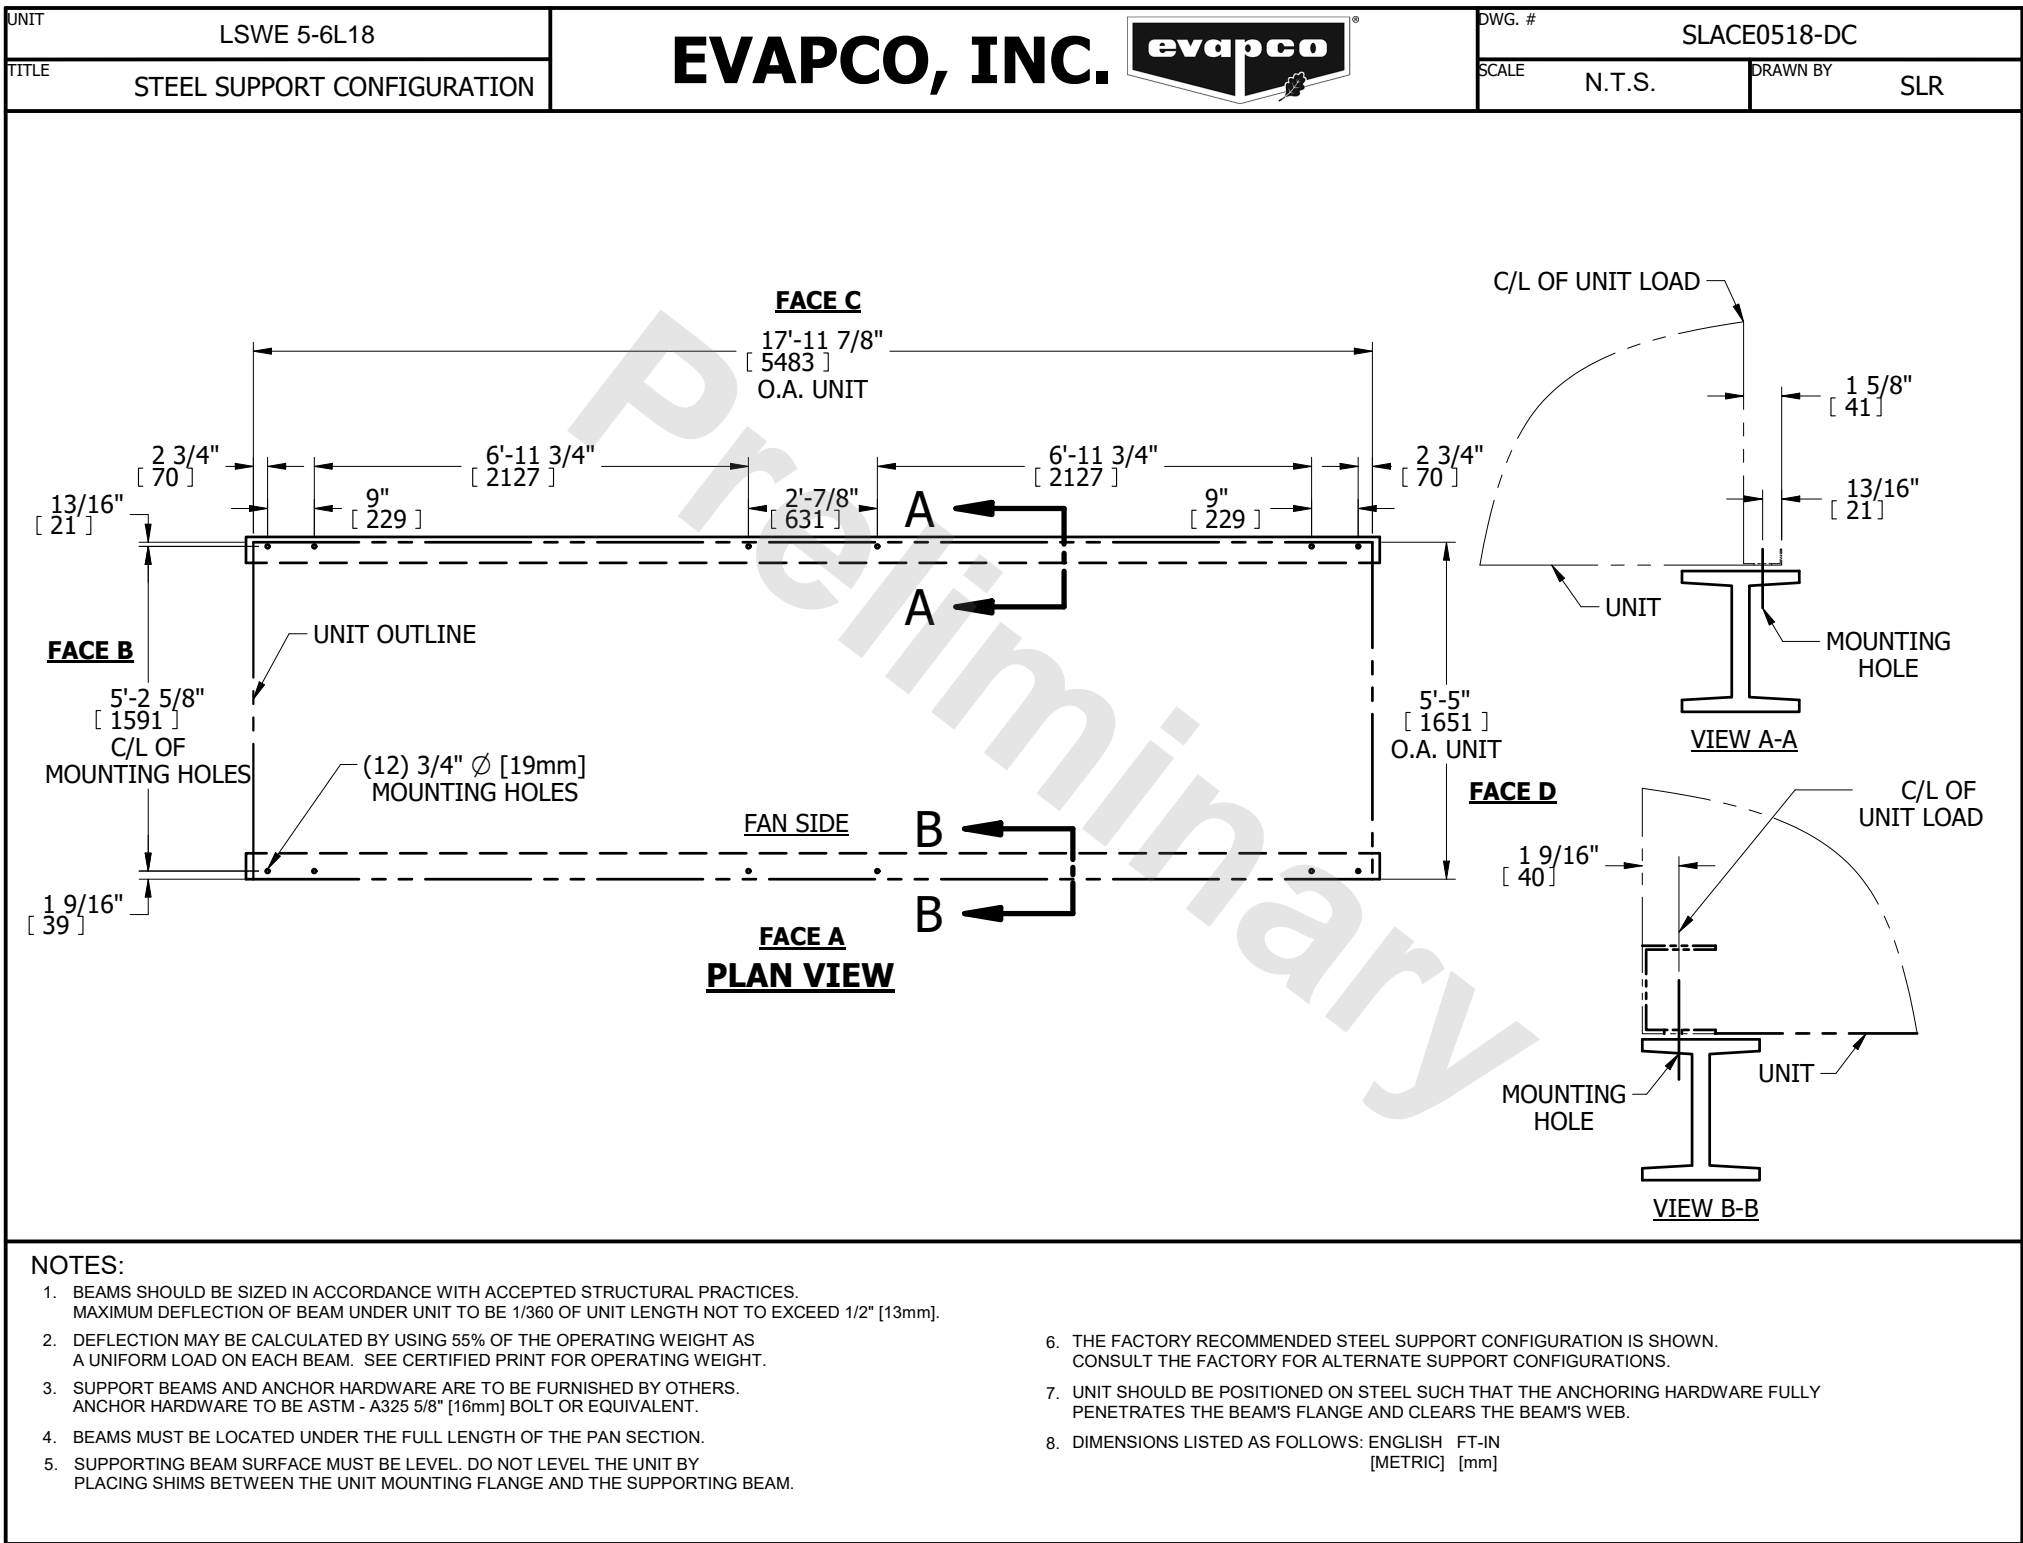 UNIT
LSWE 5-6L18
TITLE
STEEL SUPPORT CONFIGURATION
EVAPCO, INC.
evapco
®
DWG. #
SLACE0518-DC
SCALE
N.T.S.
DRAWN BY
SLR
FACE C
17'-11 7/8"
[ 5483 ]
O.A. UNIT
2 3/4"
[ 70 ]
6'-11 3/4"
[ 2127 ]
6'-11 3/4"
[ 2127 ]
2 3/4"
[ 70 ]
13/16"
[ 21 ]
9"
[ 229 ]
2'-7/8"
[ 631 ]
A
9"
[ 229 ]
A
UNIT OUTLINE
FACE B
5'-2 5/8"
[ 1591 ]
C/L OF
MOUNTING HOLES
(12) 3/4" ∅ [19mm]
MOUNTING HOLES
5'-5"
[ 1651 ]
O.A. UNIT
FACE D
FAN SIDE
B
B
1 9/16"
[ 39 ]
FACE A
PLAN VIEW
Preliminary
C/L OF UNIT LOAD
1 5/8"
[ 41 ]
13/16"
[ 21 ]
UNIT
MOUNTING
HOLE
VIEW A-A
C/L OF
UNIT LOAD
1 9/16"
[ 40 ]
UNIT
MOUNTING
HOLE
VIEW B-B
NOTES:
1. BEAMS SHOULD BE SIZED IN ACCORDANCE WITH ACCEPTED STRUCTURAL PRACTICES.
MAXIMUM DEFLECTION OF BEAM UNDER UNIT TO BE 1/360 OF UNIT LENGTH NOT TO EXCEED 1/2" [13mm].
2. DEFLECTION MAY BE CALCULATED BY USING 55% OF THE OPERATING WEIGHT AS
A UNIFORM LOAD ON EACH BEAM. SEE CERTIFIED PRINT FOR OPERATING WEIGHT.
3. SUPPORT BEAMS AND ANCHOR HARDWARE ARE TO BE FURNISHED BY OTHERS.
ANCHOR HARDWARE TO BE ASTM - A325 5/8" [16mm] BOLT OR EQUIVALENT.
4. BEAMS MUST BE LOCATED UNDER THE FULL LENGTH OF THE PAN SECTION.
5. SUPPORTING BEAM SURFACE MUST BE LEVEL. DO NOT LEVEL THE UNIT BY
PLACING SHIMS BETWEEN THE UNIT MOUNTING FLANGE AND THE SUPPORTING BEAM.
6. THE FACTORY RECOMMENDED STEEL SUPPORT CONFIGURATION IS SHOWN.
CONSULT THE FACTORY FOR ALTERNATE SUPPORT CONFIGURATIONS.
7. UNIT SHOULD BE POSITIONED ON STEEL SUCH THAT THE ANCHORING HARDWARE FULLY
PENETRATES THE BEAM'S FLANGE AND CLEARS THE BEAM'S WEB.
8. DIMENSIONS LISTED AS FOLLOWS: ENGLISH FT-IN
[METRIC] [mm]